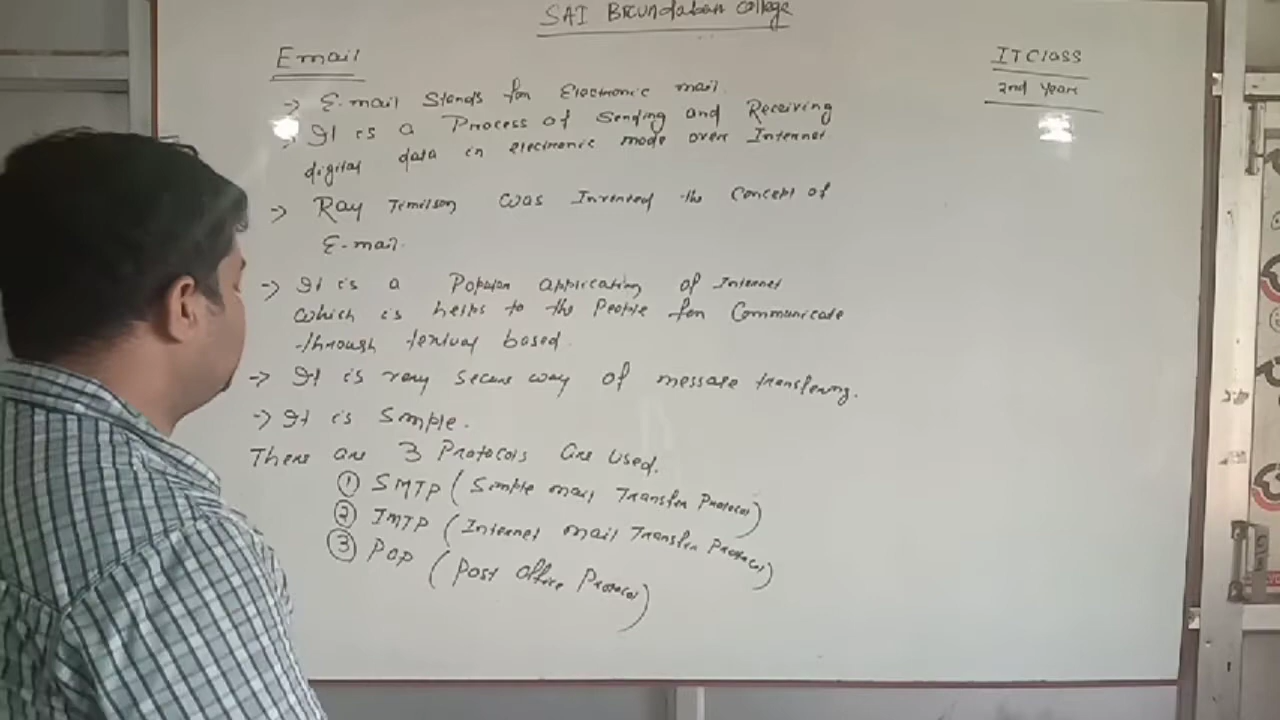 SAI Brundaban College
Email
IT Class
2nd Year
-> E-mail Stands for Electronic mail.
-> It is a Process of Sending and Receiving
digital data in electronic mode over Internet
-> Ray Tomilson was Invented the Concept of
E-mail.
-> It is a Popular application of Internet
which is helps to the People for Communicate
through textual based.
-> It is very secure way of message transfering.
-> It is Simple.
There are 3 Protocols are Used.
① SMTP (Simple mail Transfer Protocol)
② IMTP (Internet mail Transfer Protocol)
③ POP (Post Office Protocol)